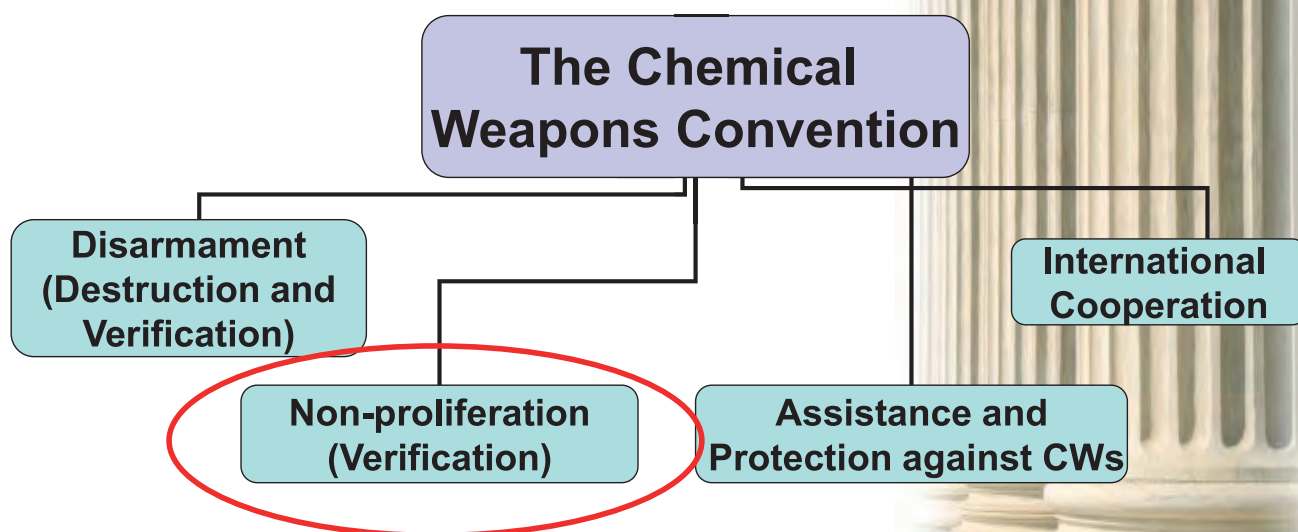 The Chemical
Weapons Convention
Disarmament
(Destruction and
Verification)
International
Cooperation
Non-proliferation
(Verification)
Assistance and
Protection against CWs